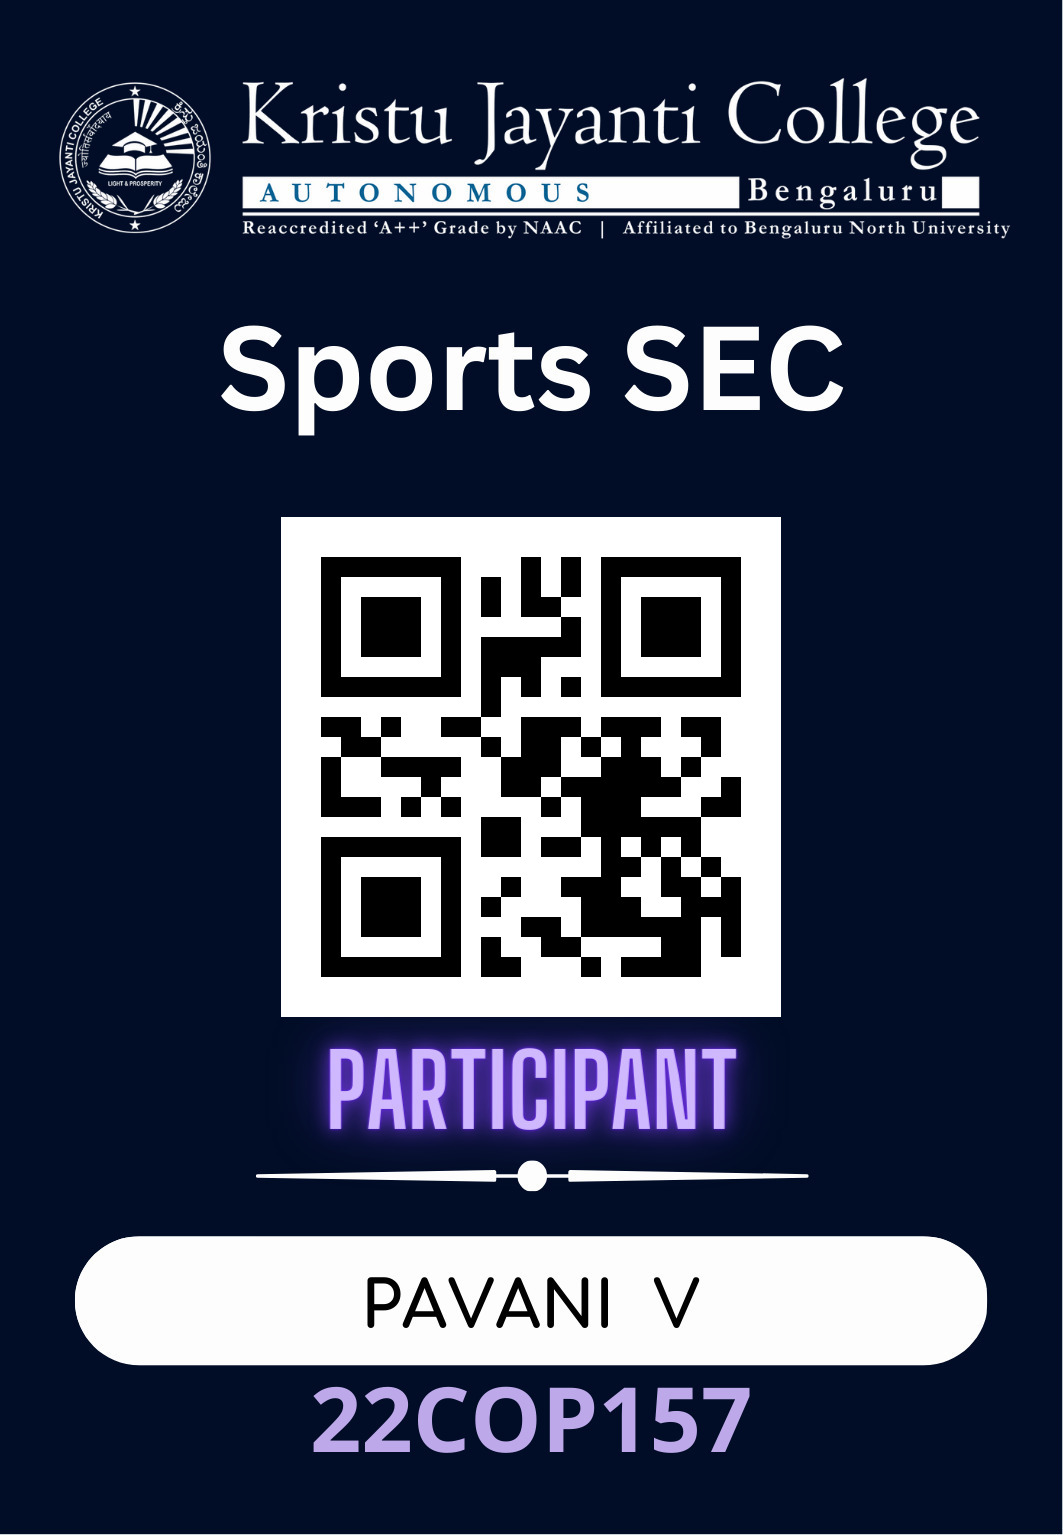 KRISTU JAYANTI COLLEGE
ಕ್ರಿಸ್ತು ಜಯಂತಿ ಕಾಲೇಜು
LIGHT & PROSPERITY
Kristu Jayanti College
AUTONOMOUS Bengaluru
Reaccredited ‘A++’ Grade by NAAC | Affiliated to Bengaluru North University
Sports SEC
PARTICIPANT
PAVANI V
22COP157